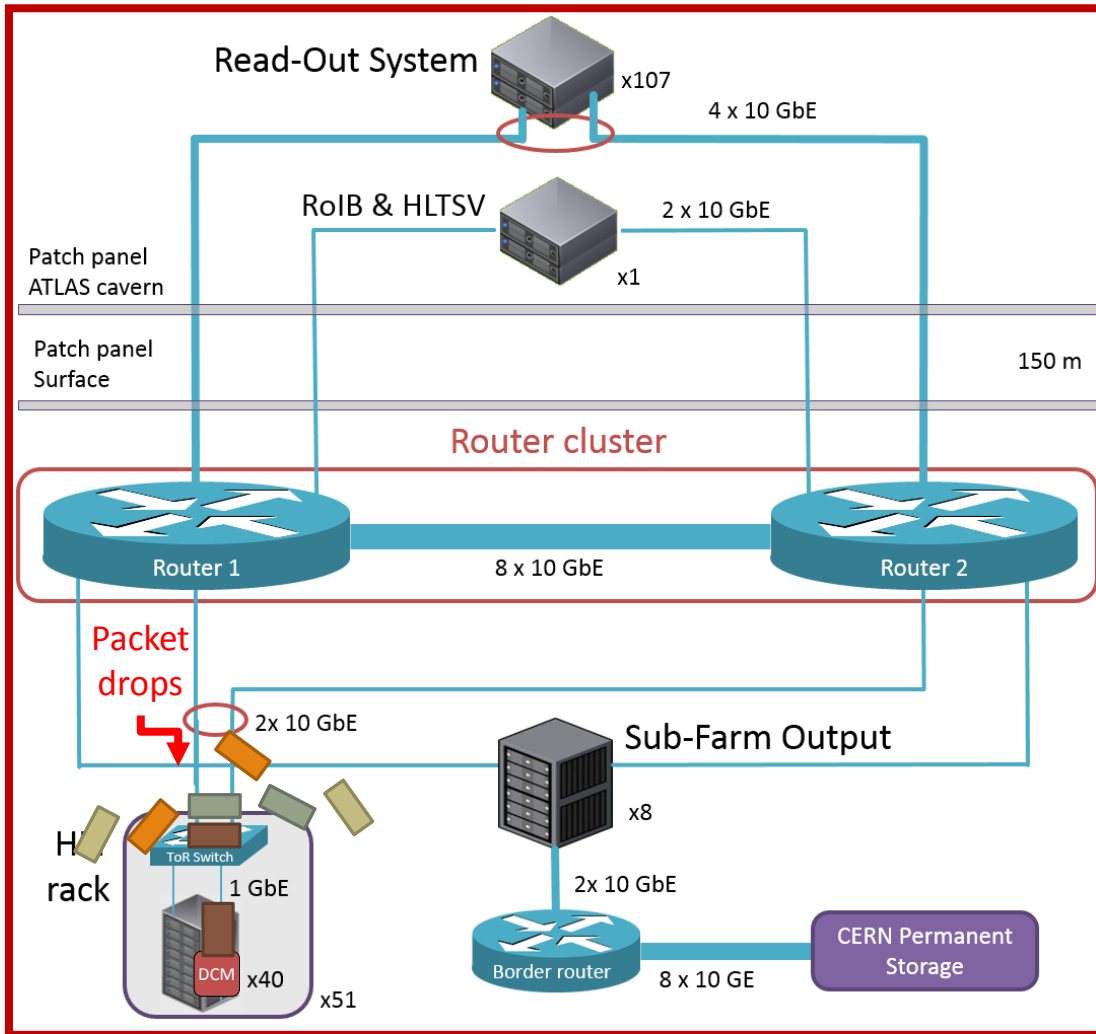 Read-Out System
x107
4 x 10 GbE
RoIB & HLTSV
2 x 10 GbE
x1
Patch panel
ATLAS cavern
Patch panel
Surface
150 m
Router cluster
Router 1
8 x 10 GbE
Router 2
Packet
drops
2x 10 GbE
Sub-Farm Output
x8
rack
ToR Switch
1 GbE
DCM
x40
x51
2x 10 GbE
Border router
8 x 10 GE
CERN Permanent
Storage